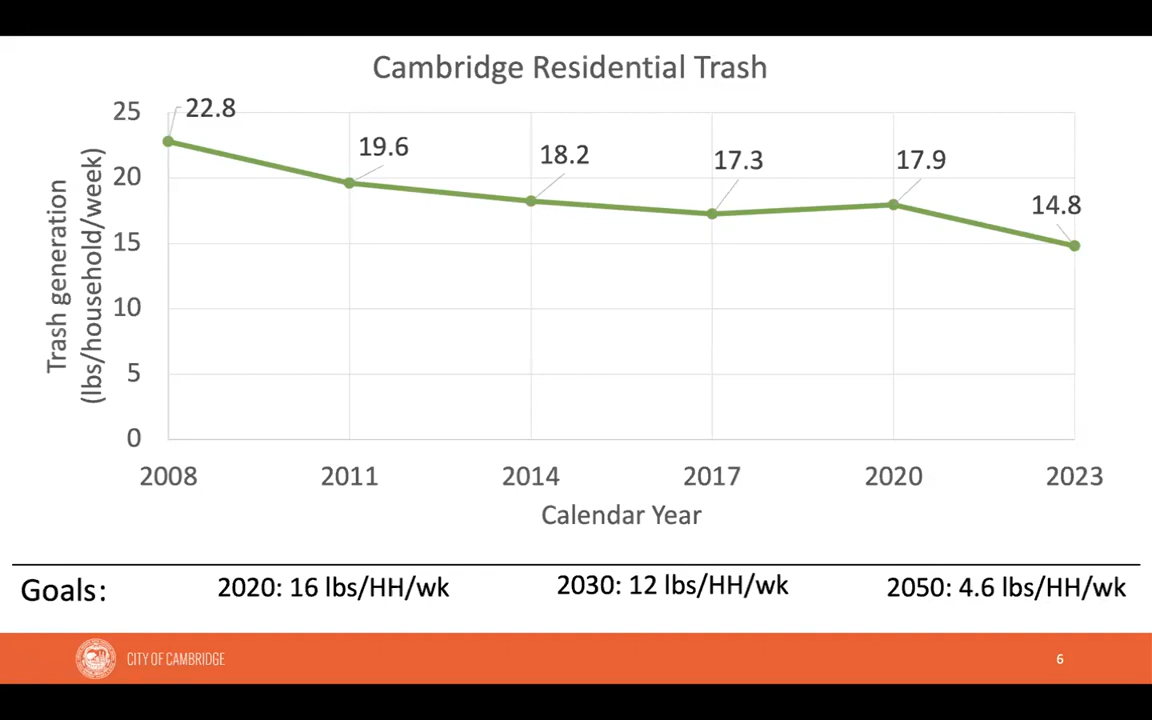 Cambridge Residential Trash
25
20
15
10
5
0
Trash generation
(lbs/household/week)
22.8
19.6
18.2
17.3
17.9
14.8
2008 2011 2014 2017 2020 2023
Calendar Year
Goals: 2020: 16 lbs/HH/wk 2030: 12 lbs/HH/wk 2050: 4.6 lbs/HH/wk
CITY OF CAMBRIDGE 6